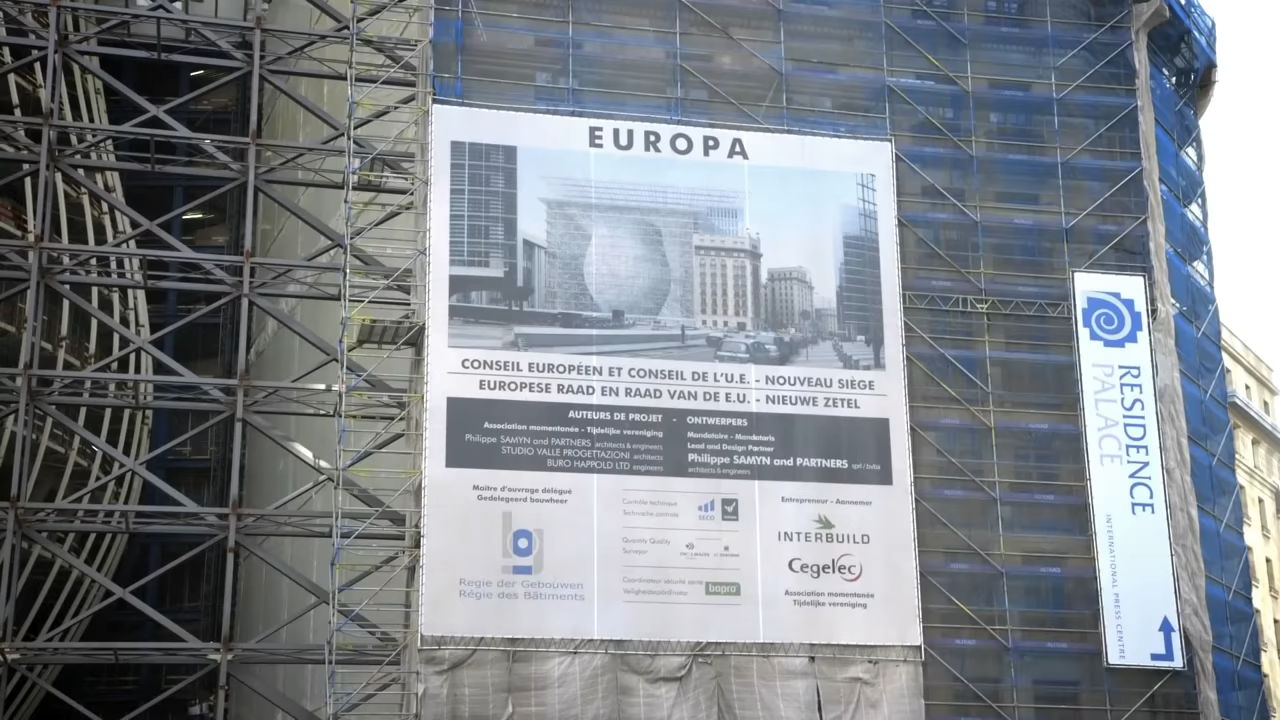 EUROPA
CONSEIL EUROPÉEN ET CONSEIL DE L'U.E. - NOUVEAU SIÈGE
EUROPESE RAAD EN RAAD VAN DE E.U. - NIEUWE ZETEL
AUTEURS DE PROJET - ONTWERPERS
Association momentanée - Tijdelijke vereniging
Philippe SAMYN and PARTNERS architects & engineers
STUDIO VALLE PROGETTAZIONI architects
BURO HAPPOLD LTD engineers
Mandataire - Mandataris
Lead and Design Partner
Philippe SAMYN and PARTNERS sprl / bvba
architects & engineers
Maître d'ouvrage délégué
Gedelegeerd bouwheer
Regie der Gebouwen
Régie des Bâtiments
Contrôle technique
Technische controle
SECO
Quantity Quality
Surveyor
Coordinateur sécurité santé
Veiligheidscoördinator
bopro
Entrepreneur - Aannemer
INTERBUILD
Cegelec
Association momentanée
Tijdelijke vereniging
RESIDENCE
PALACE
INTERNATIONAL PRESS CENTRE